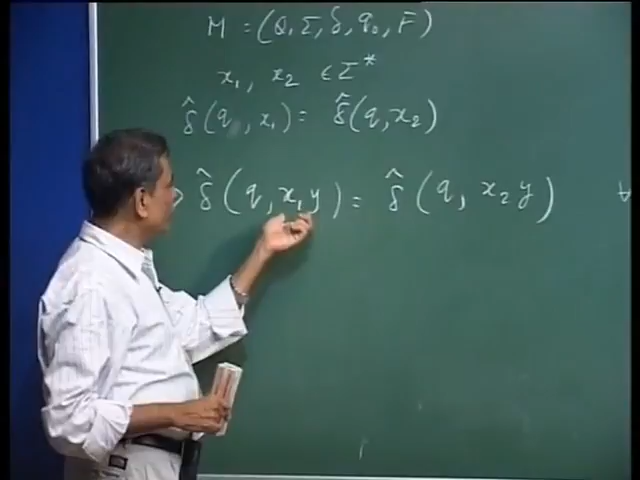 M = (Q, Σ, δ, q₀, F)
x₁, x₂ ∈ Σ*
δ̂(q, x₁) = δ̂(q, x₂)
⇒ δ̂(q, x₁y) = δ̂(q, x₂y) ∀